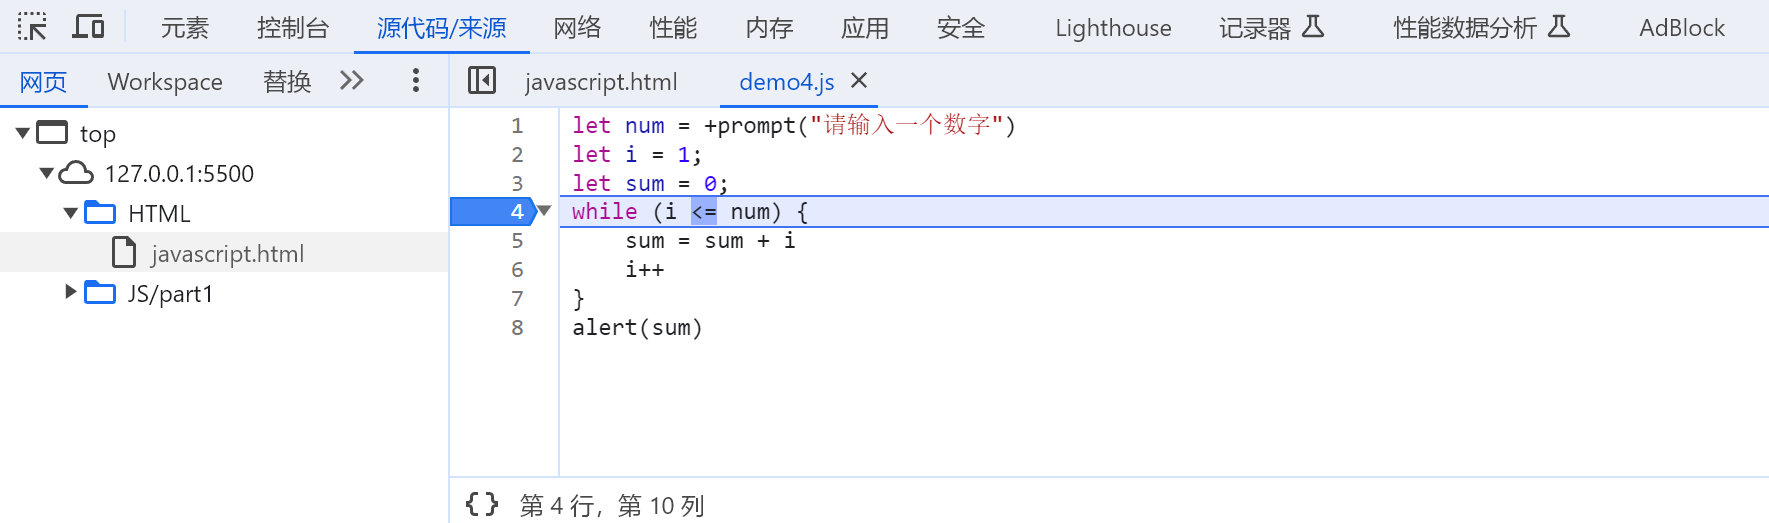 元素 控制台 源代码/来源 网络 性能 内存 应用 安全 Lighthouse 记录器 性能数据分析 AdBlock
网页 Workspace 替换
javascript.html demo4.js
top
127.0.0.1:5500
HTML
javascript.html
JS/part1
1 let num = +prompt("请输入一个数字")
2 let i = 1;
3 let sum = 0;
4 while (i <= num) {
5 sum = sum + i
6 i++
7 }
8 alert(sum)
{} 第 4 行，第 10 列